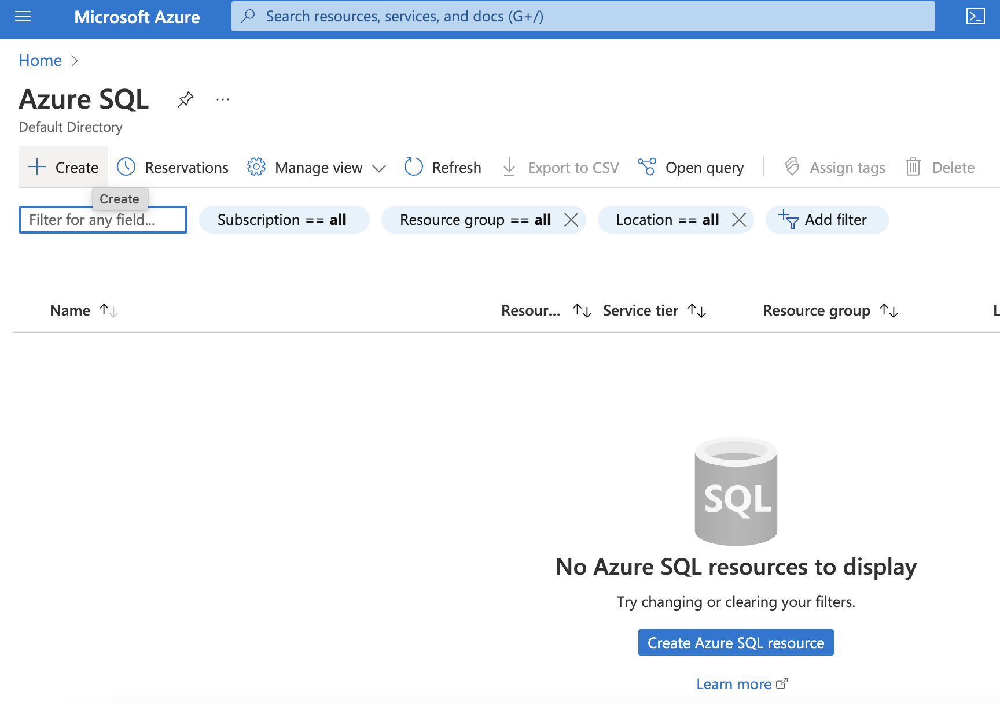 Microsoft Azure
Search resources, services, and docs (G+/)
Home
Azure SQL
...
Default Directory
Create
Reservations
Manage view
Refresh
Export to CSV
Open query
Assign tags
Delete
Create
Filter for any field...
Subscription == all
Resource group == all
Location == all
Add filter
Name
Resour...
Service tier
Resource group
L
SQL
No Azure SQL resources to display
Try changing or clearing your filters.
Create Azure SQL resource
Learn more